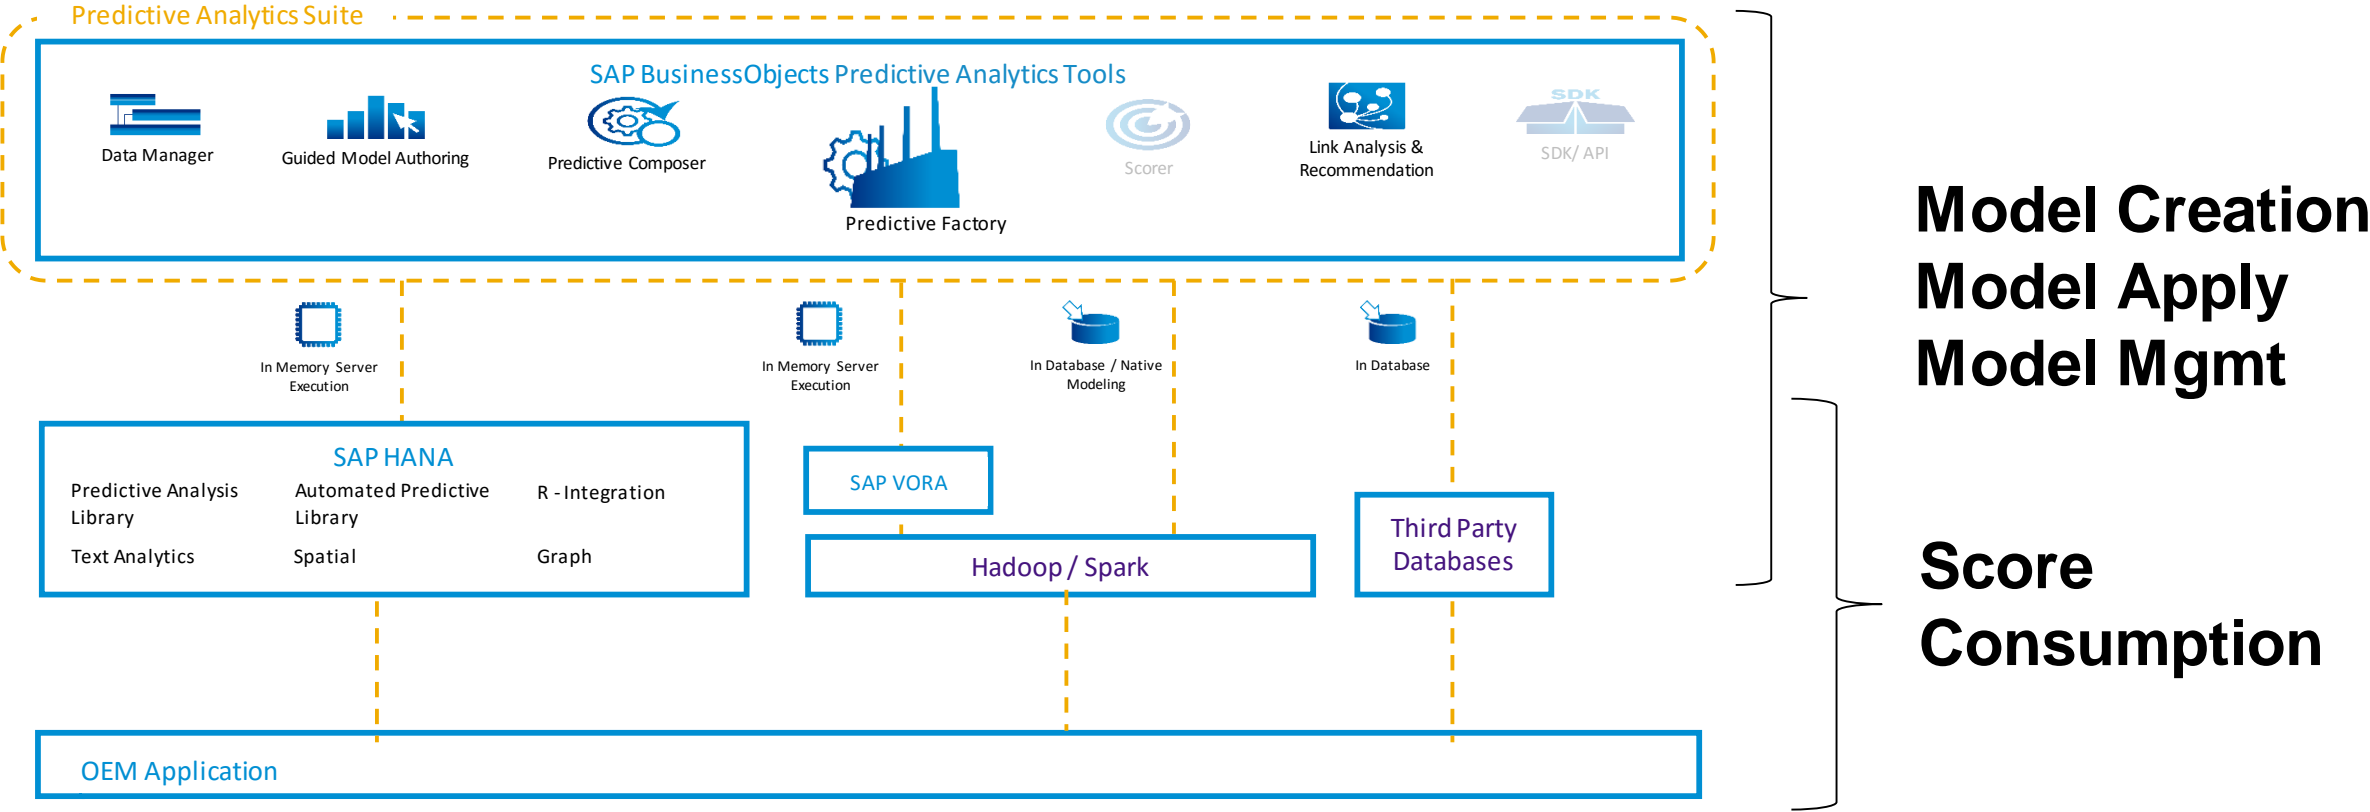 Predictive Analytics Suite
SAP BusinessObjects Predictive Analytics Tools
Data Manager
Guided Model Authoring
Predictive Composer
Predictive Factory
Scorer
Link Analysis &
Recommendation
SDK
SDK/ API
In Memory Server
Execution
In Memory Server
Execution
In Database / Native
Modeling
In Database
SAP HANA
Predictive Analysis
Library
Automated Predictive
Library
R - Integration
Text Analytics
Spatial
Graph
SAP VORA
Hadoop / Spark
Third Party
Databases
OEM Application
Model Creation
Model Apply
Model Mgmt
Score
Consumption